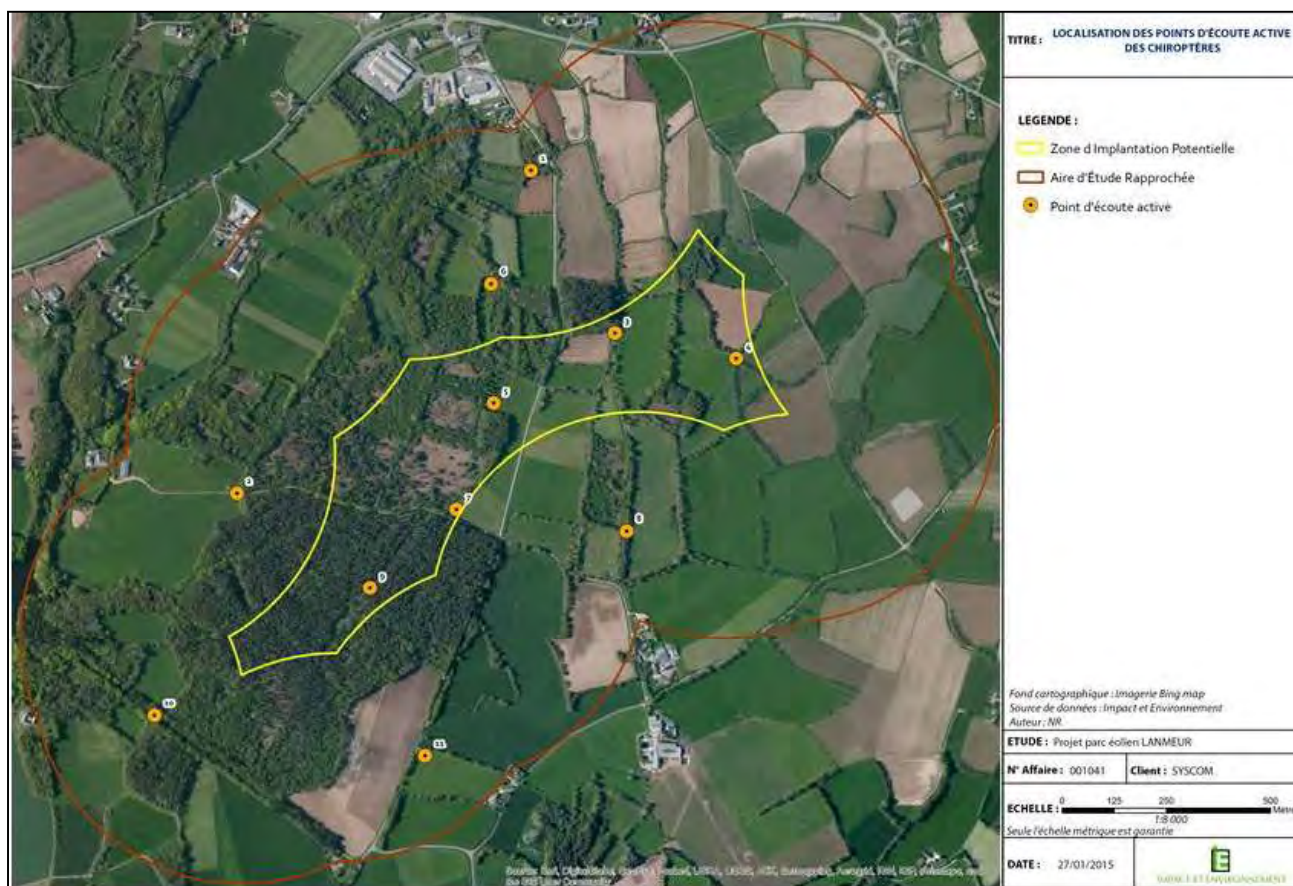 TITRE : LOCALISATION DES POINTS D'ÉCOUTE ACTIVE
DES CHIROPTÈRES
LEGENDE :
Zone d Implantation Potentielle
Aire d'Étude Rapprochée
Point d'écoute active
1
6
3
4
5
2
7
8
9
10
11
Fond cartographique : Imagerie Bing map
Source de données : Impact et Environnement
Auteur : NR
ETUDE : Projet parc éolien LANMEUR
N° Affaire : 001041 Client : SYSCOM
ECHELLE : 0 125 250 500
1:8 000
Seule l'échelle métrique est garantie
DATE : 27/01/2015
IMPACT ET ENVIRONNEMENT